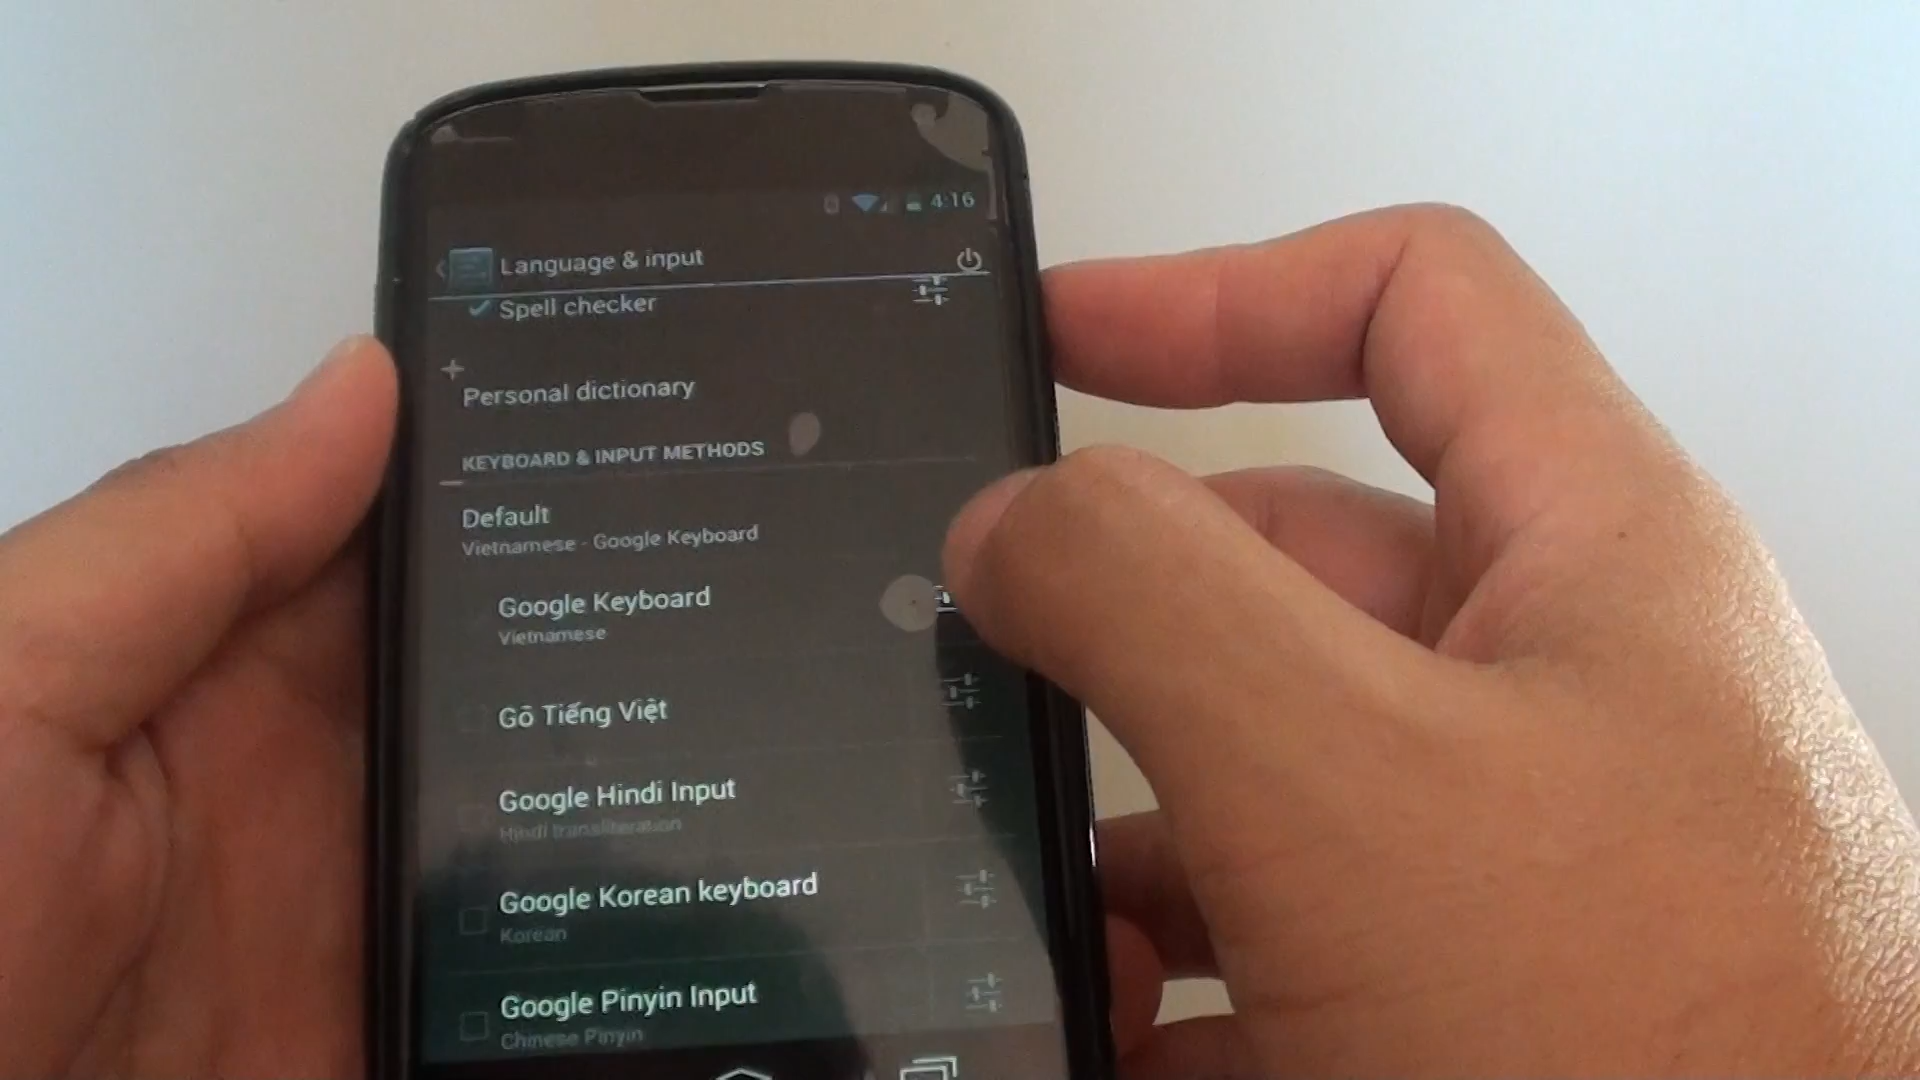 4:16
Language & input
Spell checker
Personal dictionary
KEYBOARD & INPUT METHODS
Default
Vietnamese - Google Keyboard
Google Keyboard
Vietnamese
Gõ Tiếng Việt
Google Hindi Input
Hindi transliteration
Google Korean keyboard
Korean
Google Pinyin Input
Chinese Pinyin